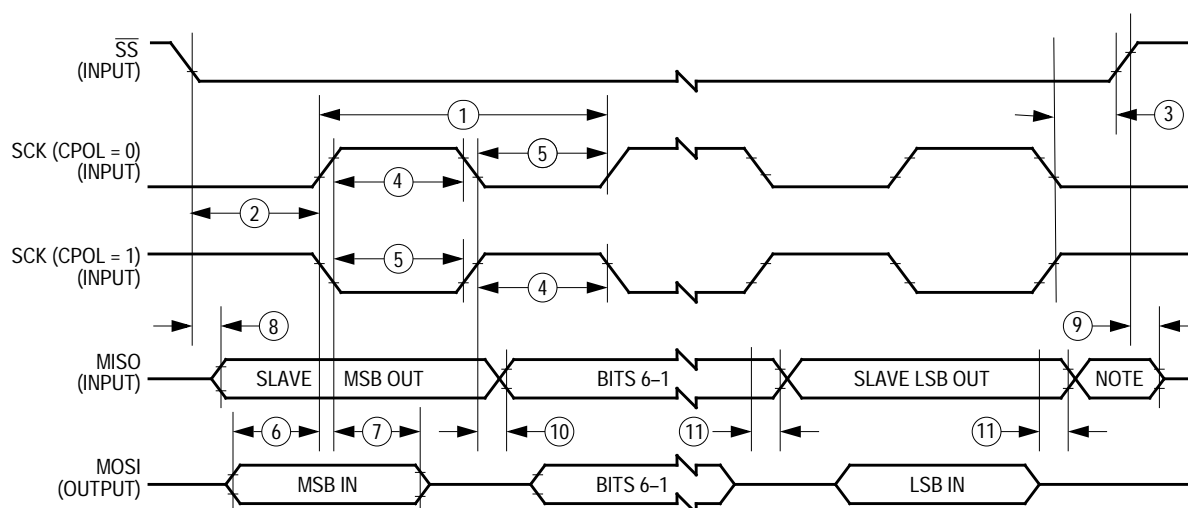 SS
(INPUT)
1
3
SCK (CPOL = 0)
(INPUT)
5
4
2
SCK (CPOL = 1)
(INPUT)
5
4
8
9
MISO
(INPUT)
SLAVE MSB OUT
BITS 6–1
SLAVE LSB OUT
NOTE
6
7
10
11
11
MOSI
(OUTPUT)
MSB IN
BITS 6–1
LSB IN